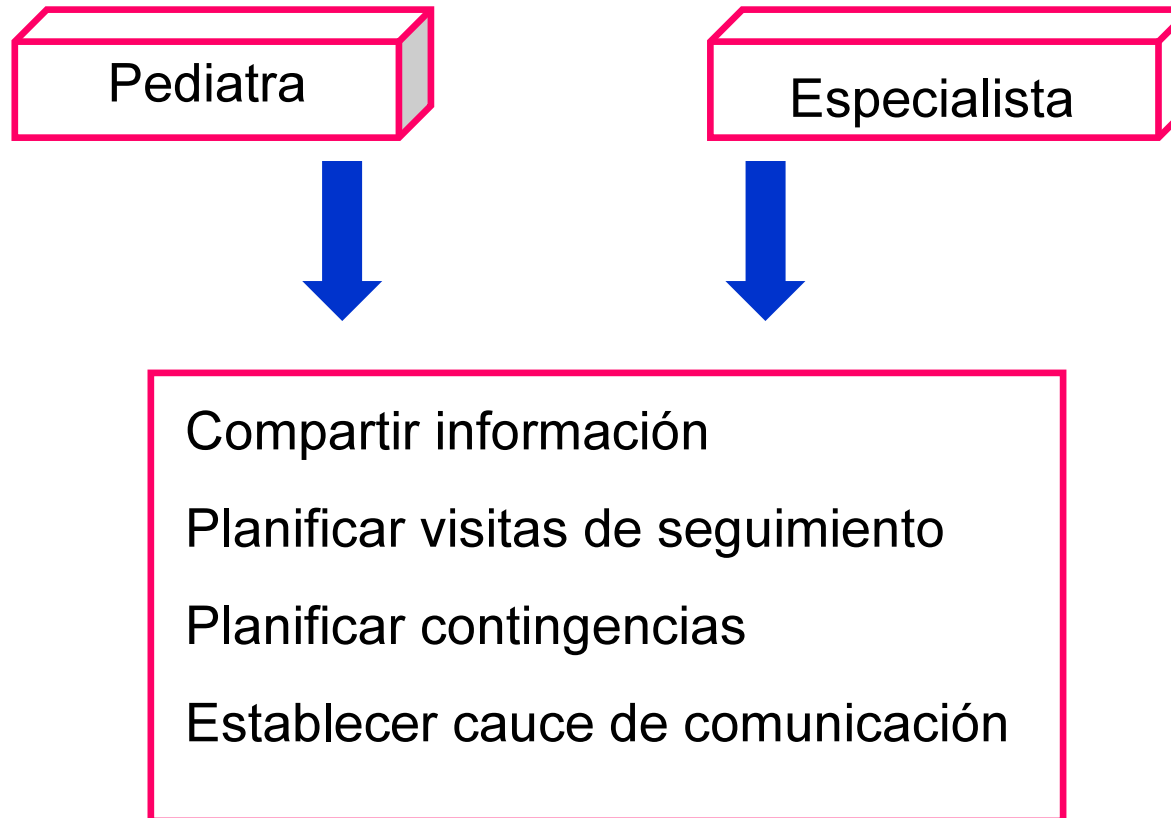 Pediatra
Especialista
Compartir información
Planificar visitas de seguimiento
Planificar contingencias
Establecer cauce de comunicación